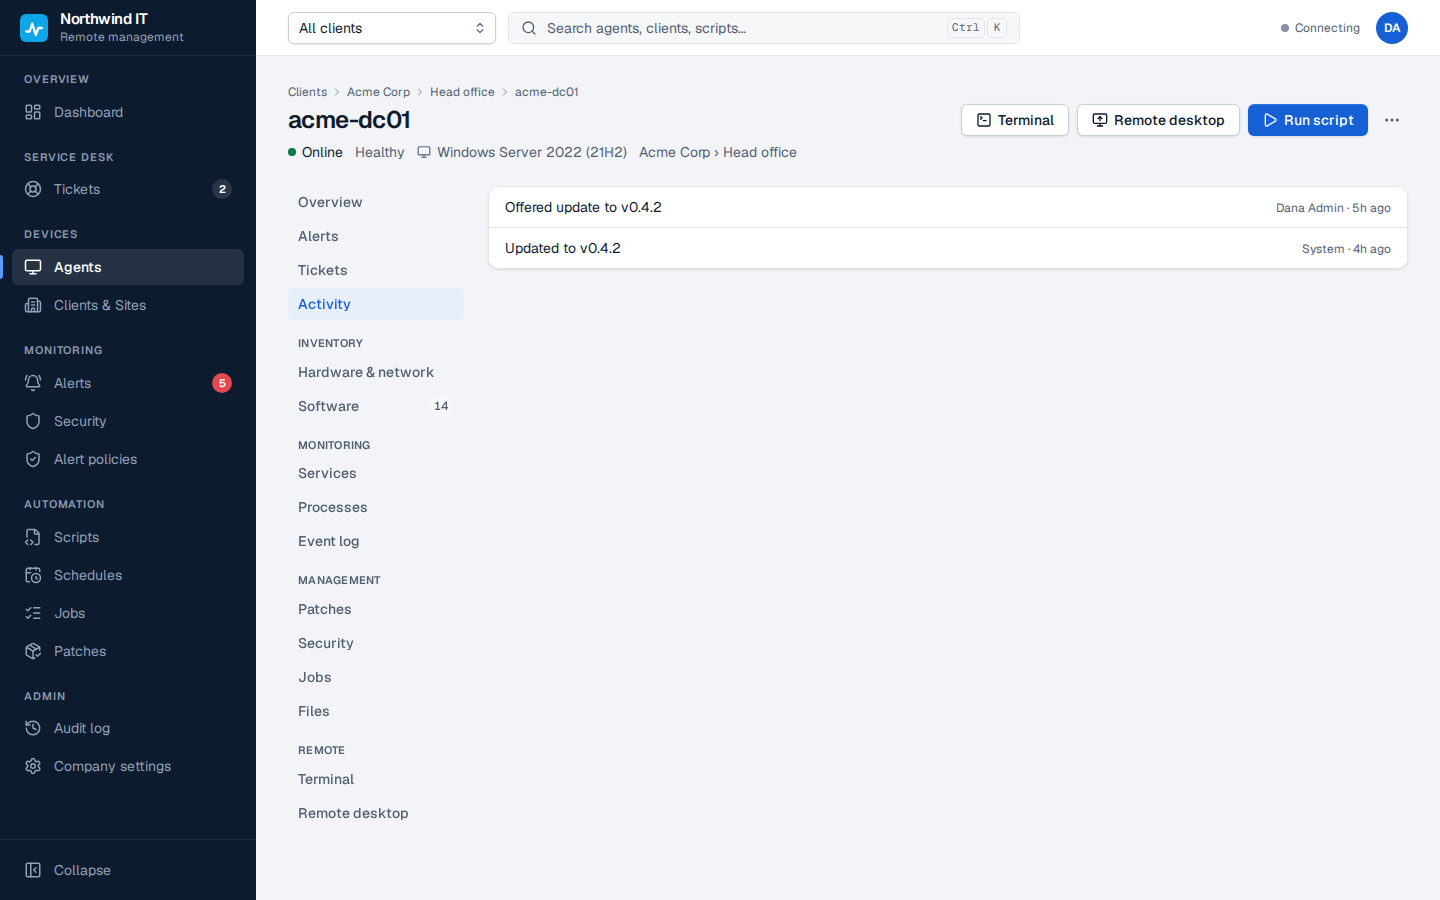 Northwind IT
Remote management
OVERVIEW
Dashboard
SERVICE DESK
Tickets 2
DEVICES
Agents
Clients & Sites
MONITORING
Alerts 5
Security
Alert policies
AUTOMATION
Scripts
Schedules
Jobs
Patches
ADMIN
Audit log
Company settings
Collapse
All clients
Search agents, clients, scripts... Ctrl K
Connecting DA
Clients > Acme Corp > Head office > acme-dc01
acme-dc01
Terminal Remote desktop Run script
Online Healthy Windows Server 2022 (21H2) Acme Corp › Head office
Overview
Alerts
Tickets
Activity
INVENTORY
Hardware & network
Software 14
MONITORING
Services
Processes
Event log
MANAGEMENT
Patches
Security
Jobs
Files
REMOTE
Terminal
Remote desktop
Offered update to v0.4.2 Dana Admin · 5h ago
Updated to v0.4.2 System · 4h ago